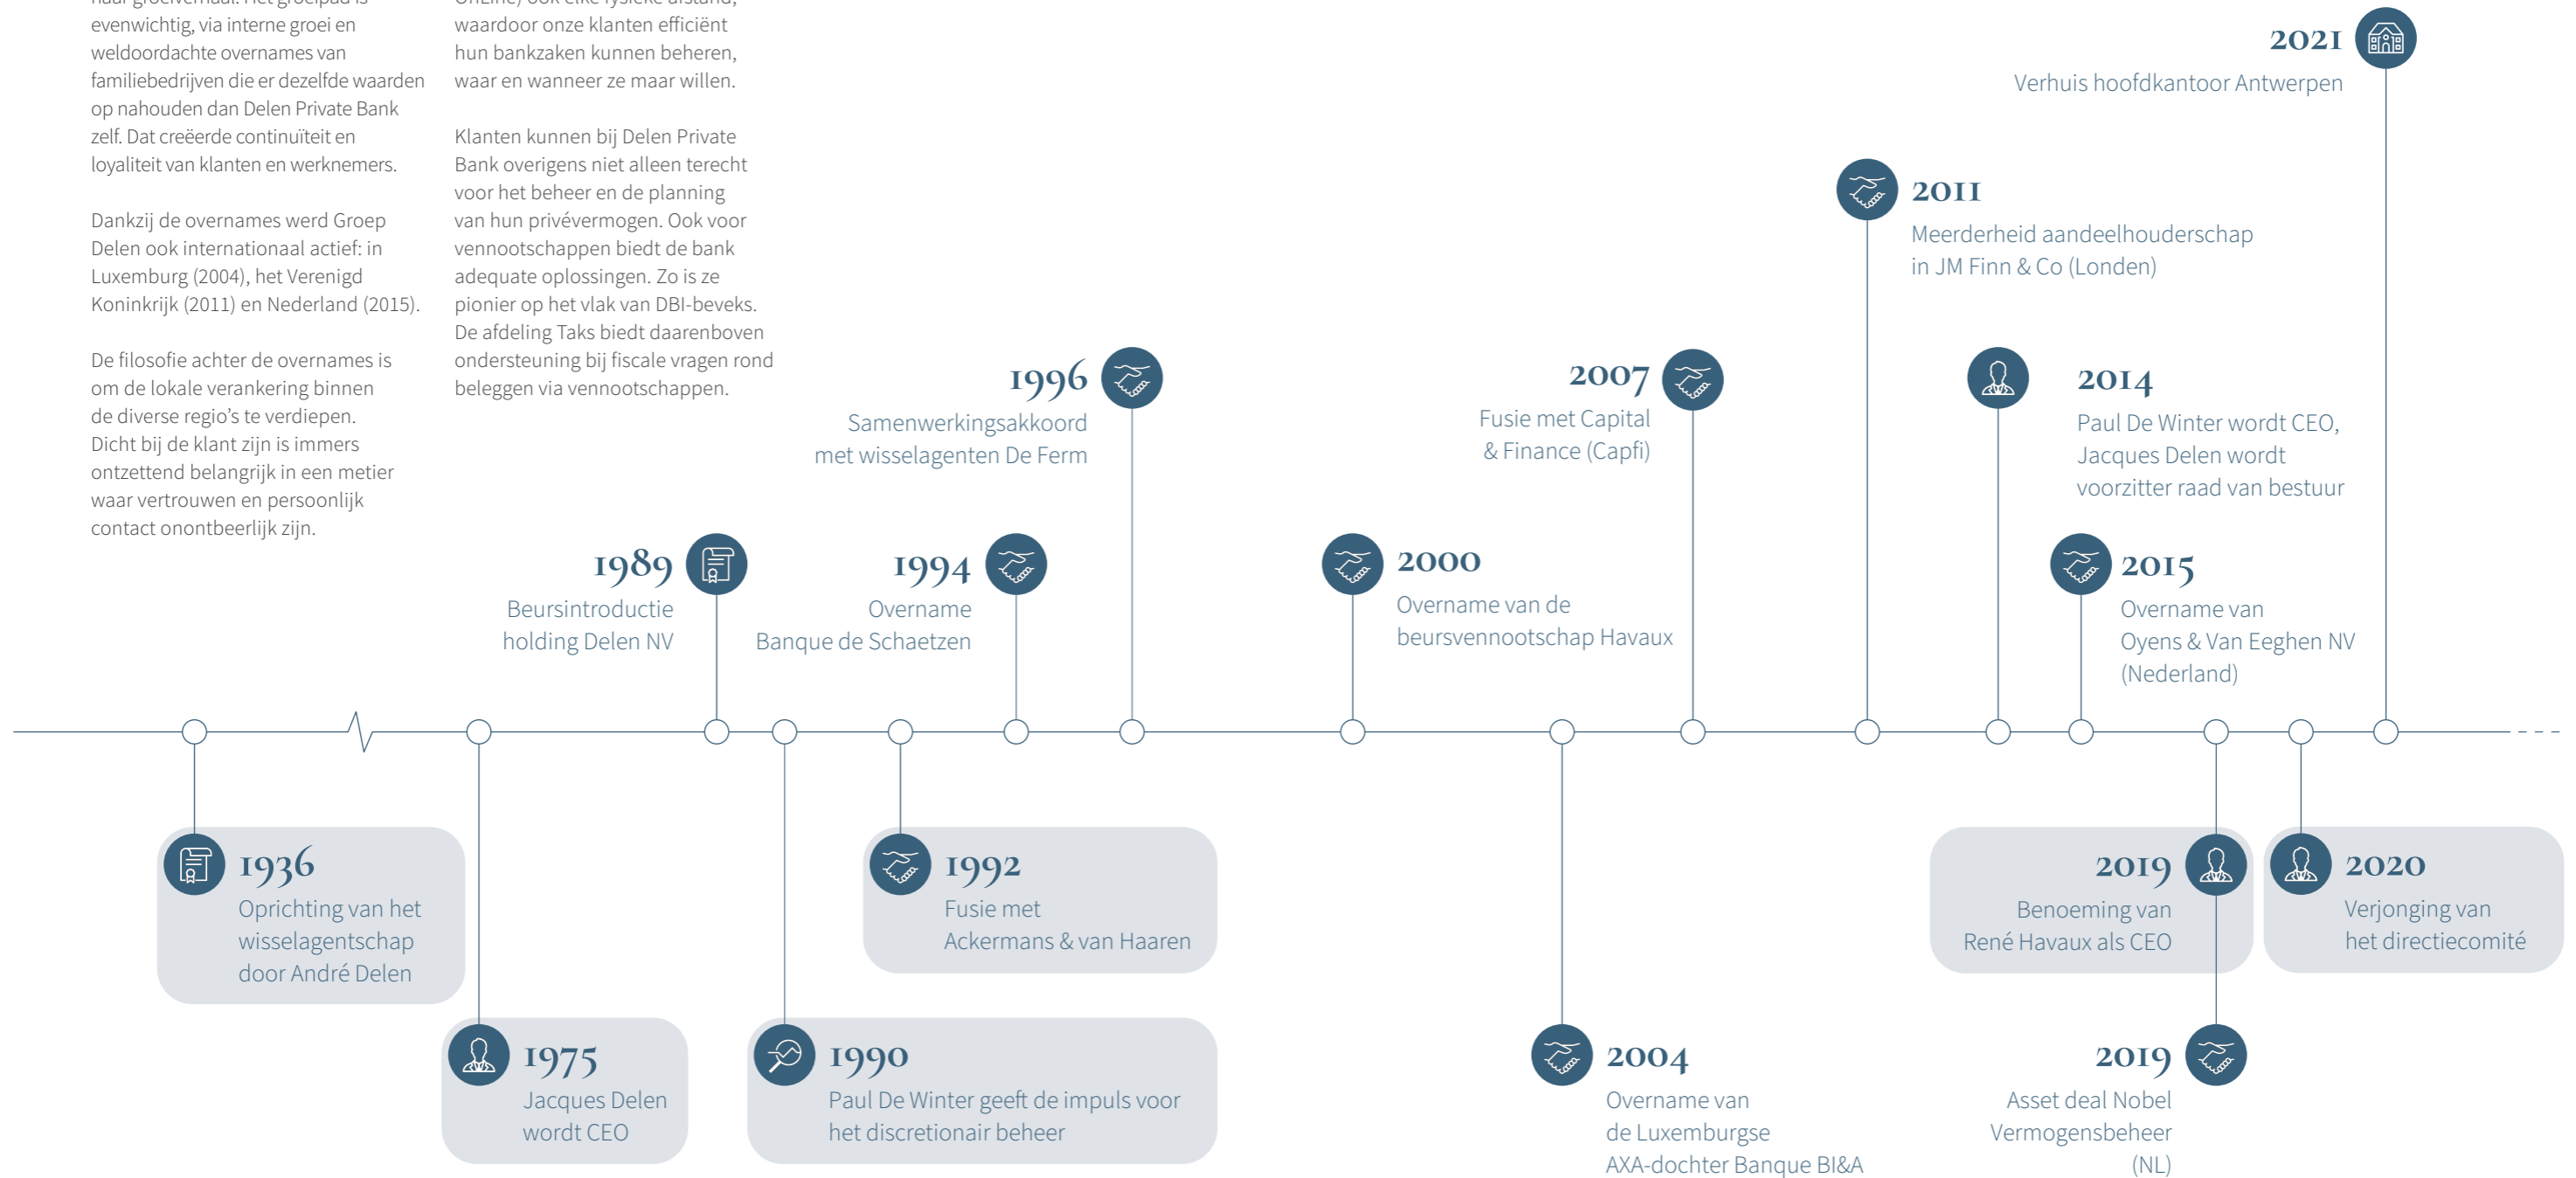 evenwichtig, via interne groei en
weldoordachte overnames van
familiebedrijven die er dezelfde waarden
op nahouden dan Delen Private Bank
zelf. Dat creëerde continuïteit en
loyaliteit van klanten en werknemers.
Dankzij de overnames werd Groep
Delen ook internationaal actief: in
Luxemburg (2004), het Verenigd
Koninkrijk (2011) en Nederland (2015).
De filosofie achter de overnames is
om de lokale verankering binnen
de diverse regio's te verdiepen.
Dicht bij de klant zijn is immers
ontzettend belangrijk in een metier
waar vertrouwen en persoonlijk
contact onontbeerlijk zijn.
waardoor onze klanten efficiënt
hun bankzaken kunnen beheren,
waar en wanneer ze maar willen.
Klanten kunnen bij Delen Private
Bank overigens niet alleen terecht
voor het beheer en de planning
van hun privévermogen. Ook voor
vennootschappen biedt de bank
adequate oplossingen. Zo is ze
pionier op het vlak van DBI-beveks.
De afdeling Taks biedt daarenboven
ondersteuning bij fiscale vragen rond
beleggen via vennootschappen.
1936
Oprichting van het
wisselagentschap
door André Delen
1975
Jacques Delen
wordt CEO
1989
Beursintroductie
holding Delen NV
1990
Paul De Winter geeft de impuls voor
het discretionair beheer
1992
Fusie met
Ackermans & van Haaren
1994
Overname
Banque de Schaetzen
1996
Samenwerkingsakkoord
met wisselagenten De Ferm
2000
Overname van de
beursvennootschap Havaux
2004
Overname van
de Luxemburgse
AXA-dochter Banque BI&A
2007
Fusie met Capital
& Finance (Capfi)
2011
Meerderheid aandeelhouderschap
in JM Finn & Co (Londen)
2014
Paul De Winter wordt CEO,
Jacques Delen wordt
voorzitter raad van bestuur
2015
Overname van
Oyens & Van Eeghen NV
(Nederland)
2019
Benoeming van
René Havaux als CEO
2019
Asset deal Nobel
Vermogensbeheer
(NL)
2020
Verjonging van
het directiecomité
2021
Verhuis hoofdkantoor Antwerpen